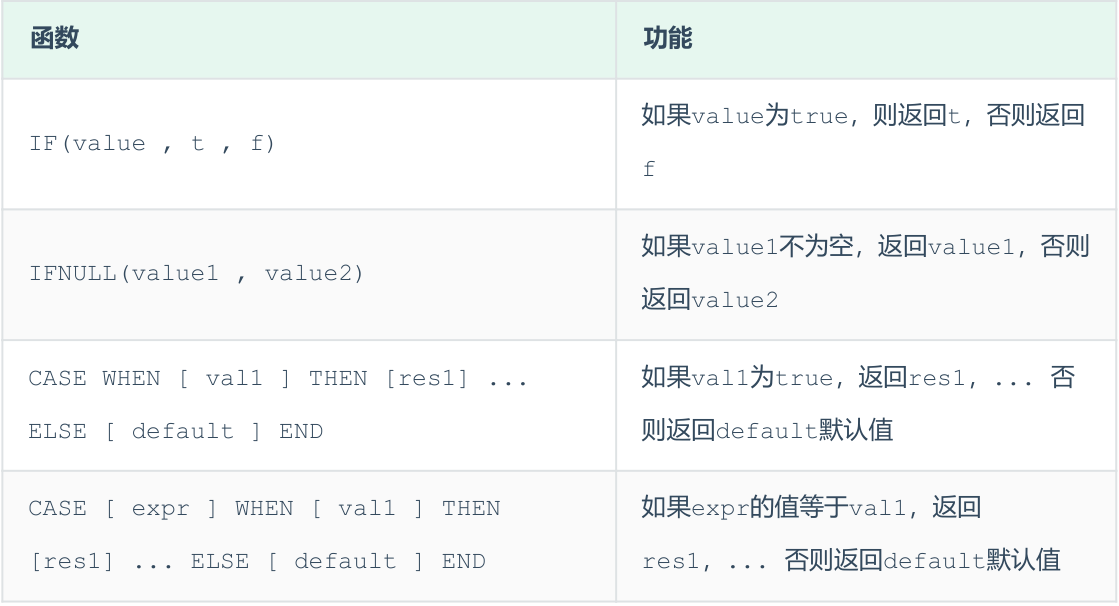 函数
功能
IF(value , t , f)
如果value为true，则返回t，否则返回
f
IFNULL(value1 , value2)
如果value1不为空，返回value1，否则
返回value2
CASE WHEN [ val1 ] THEN [res1] ...
ELSE [ default ] END
如果val1为true，返回res1，... 否
则返回default默认值
CASE [ expr ] WHEN [ val1 ] THEN
[res1] ... ELSE [ default ] END
如果expr的值等于val1，返回
res1，... 否则返回default默认值